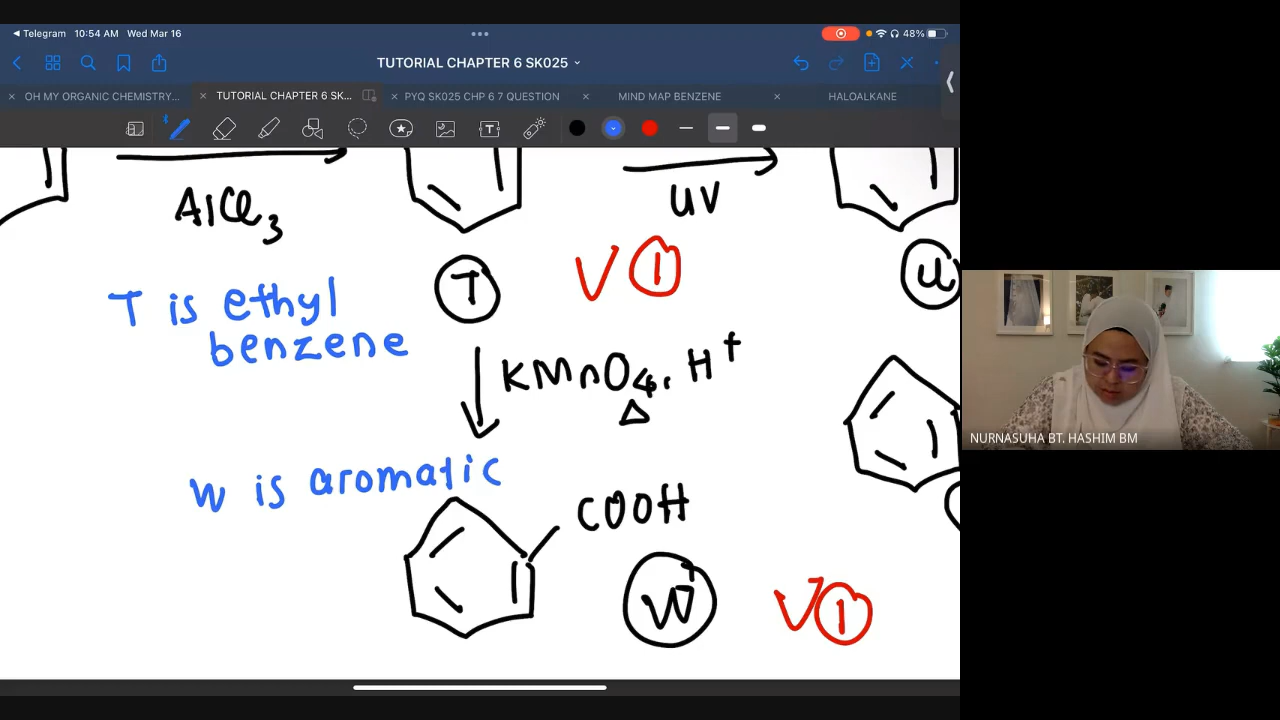 Telegram 10:54 AM Wed Mar 16 48%
TUTORIAL CHAPTER 6 SK025
OH MY ORGANIC CHEMISTRY... TUTORIAL CHAPTER 6 SK... PYQ SK025 CHP 6 7 QUESTION MIND MAP BENZENE HALOALKANE
AlCl3
UV
T
1
U
T is ethyl
benzene
KMnO4, H+
Δ
W is aromatic
COOH
W
1
NURNASUHA BT. HASHIM BM